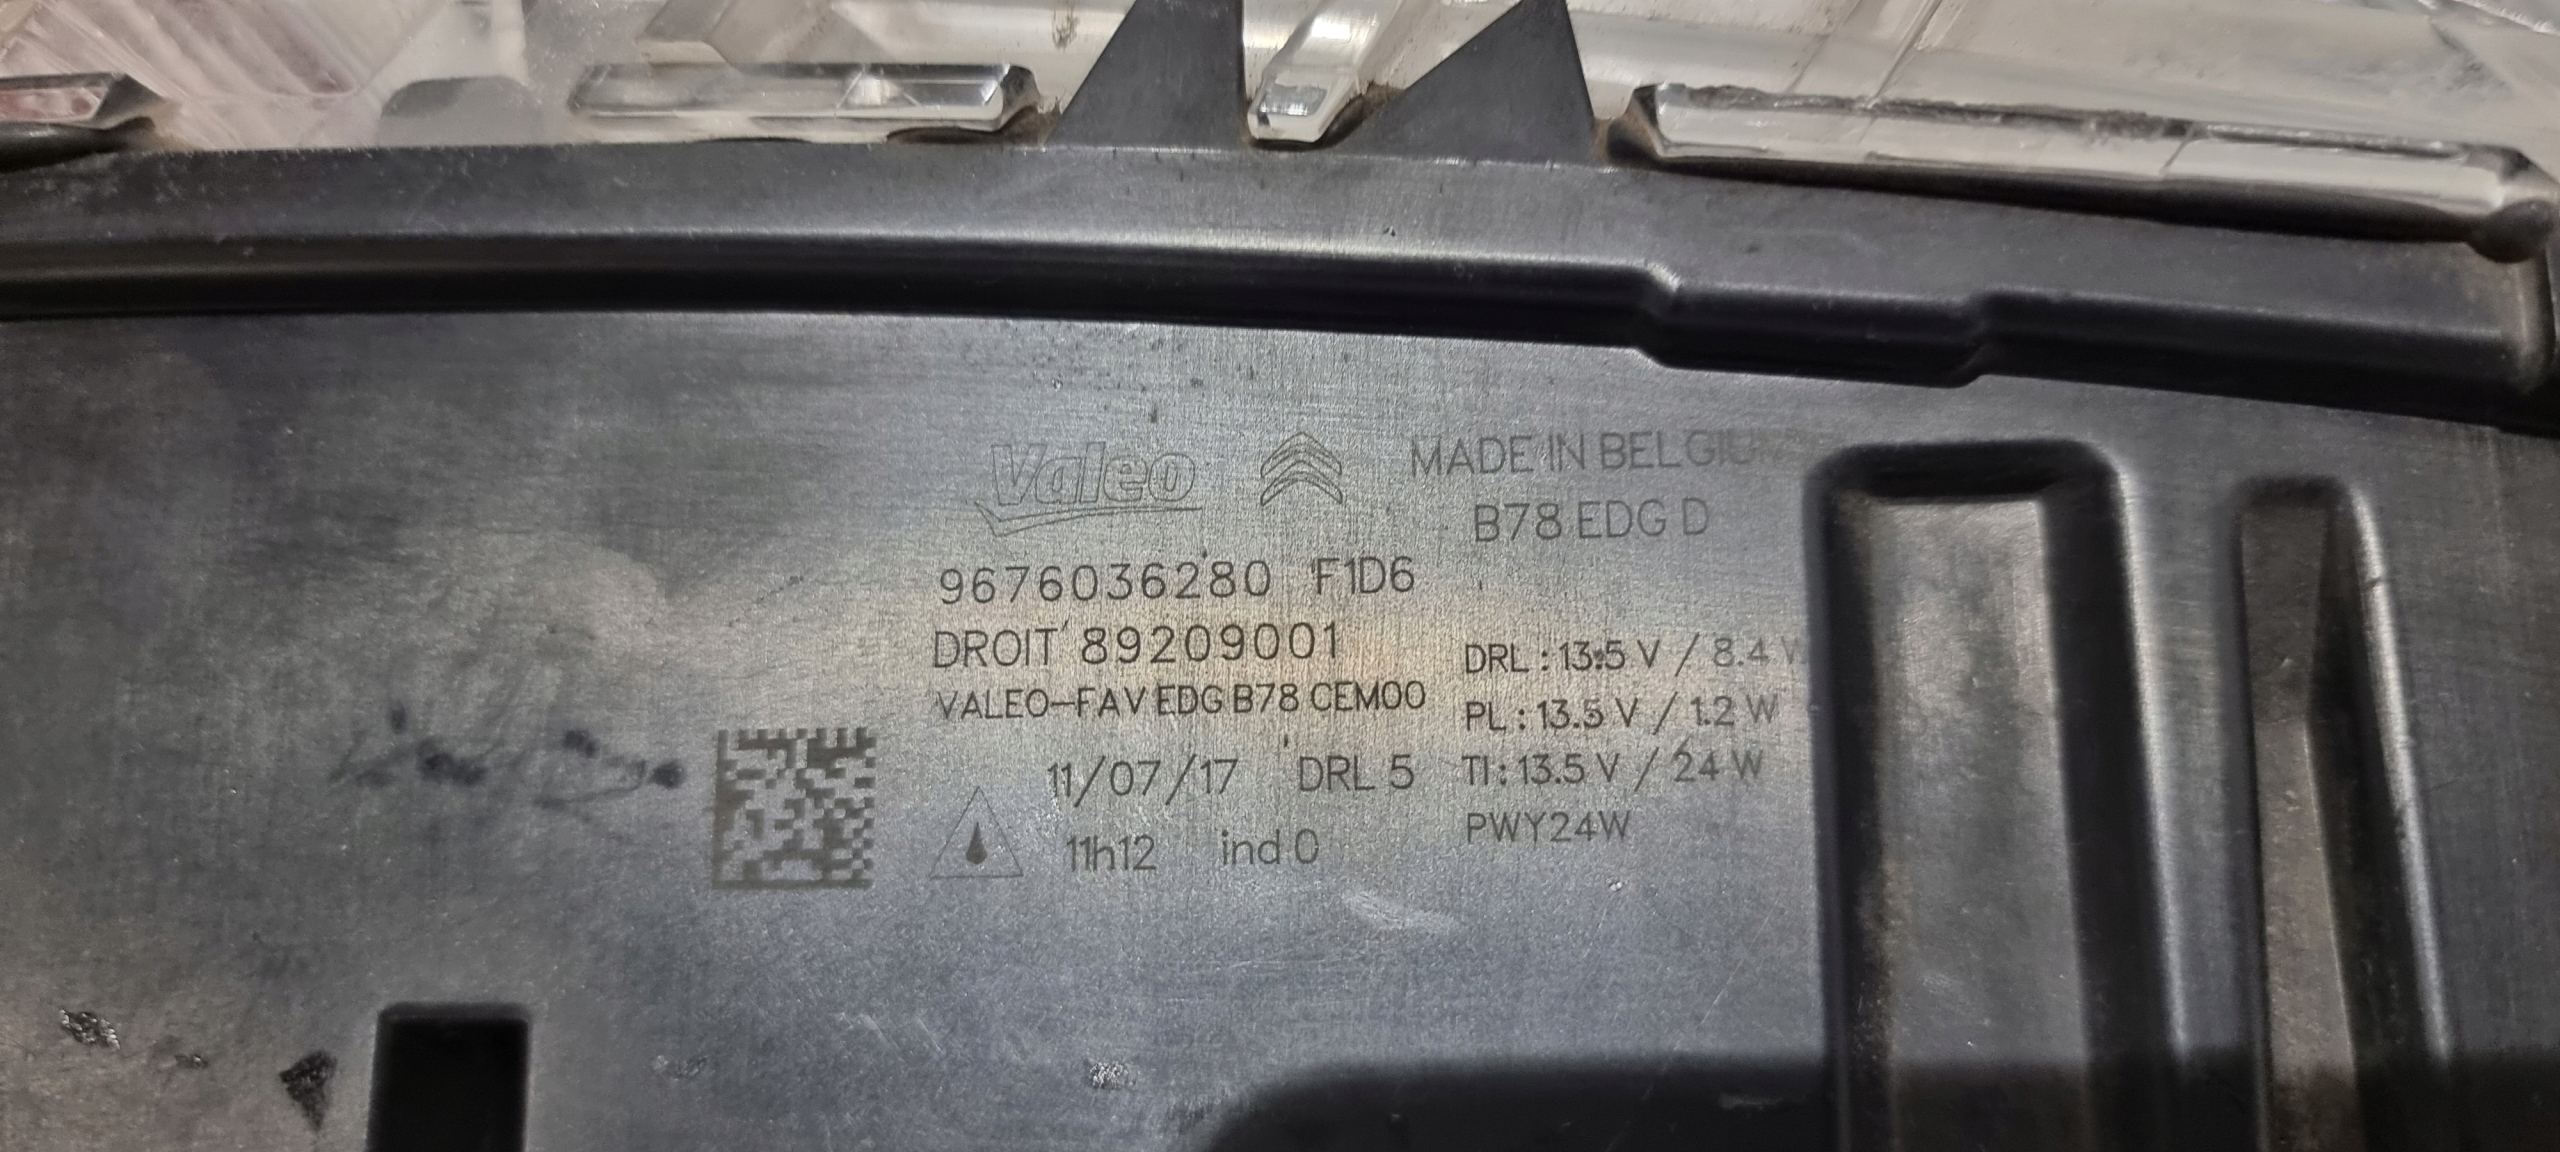 Valeo MADE IN BELGIU
B78 EDG D
9676036280 F1D6
DROIT 89209001
VALEO-FAV EDG B78 CEM00
DRL : 13.5 V / 8.4 W
PL : 13.5 V / 1.2 W
11/07/17 DRL 5 TI : 13.5 V / 24 W
11h12 ind 0 PWY24W